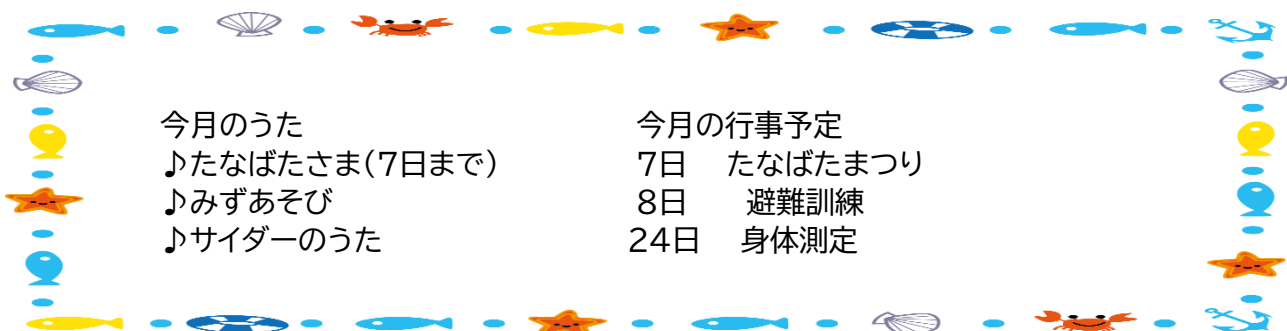 今月のうた
♪たなばたさま(7日まで)
♪みずあそび
♪サイダーのうた
今月の行事予定
7日 たなばたまつり
8日 避難訓練
24日 身体測定